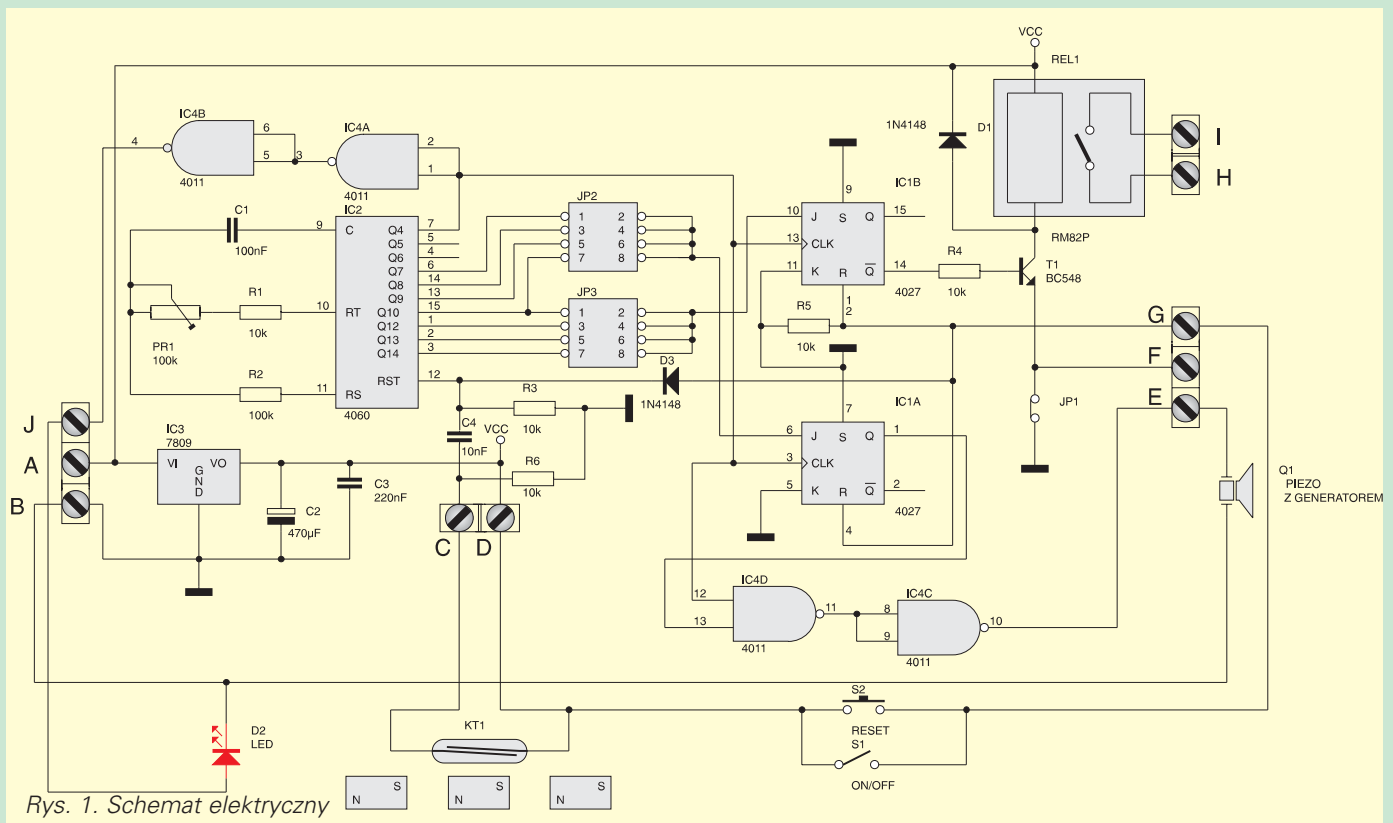 VCC
REL1
IC4B
4
6
5
4011
IC4A
3
2
1
4011
1N4148
D1
I
H
RM82P
C1
100nF
IC2
9
C
Q4
7
Q5
5
Q6
4
Q7
6
Q8
14
Q9
13
10
RT
Q10
15
Q12
1
Q13
2
Q14
3
RST
12
11
RS
4060
PR1
100k
R1
10k
R2
100k
JP2
1
2
3
4
5
6
7
8
JP3
1
2
3
4
5
6
7
8
9
IC1B
10
J
S
Q
15
13
CLK
11
K
R
Q
14
4027
1
2
R4
10k
T1
BC548
R5
10k
D3
1N4148
R3
10k
C4
10nF
VCC
R6
10k
7
IC1A
6
J
S
Q
1
3
CLK
5
K
R
Q
2
4027
4
G
F
E
JP1
J
A
B
IC3
7809
VI
VO
GND
C2
470µF
C3
220nF
C
D
Q1
PIEZO
Z GENERATOREM
IC4D
12
13
11
4011
IC4C
8
9
10
4011
D2
LED
KT1
S2
RESET
S1
ON/OFF
N
S
N
S
N
S
Rys. 1. Schemat elektryczny